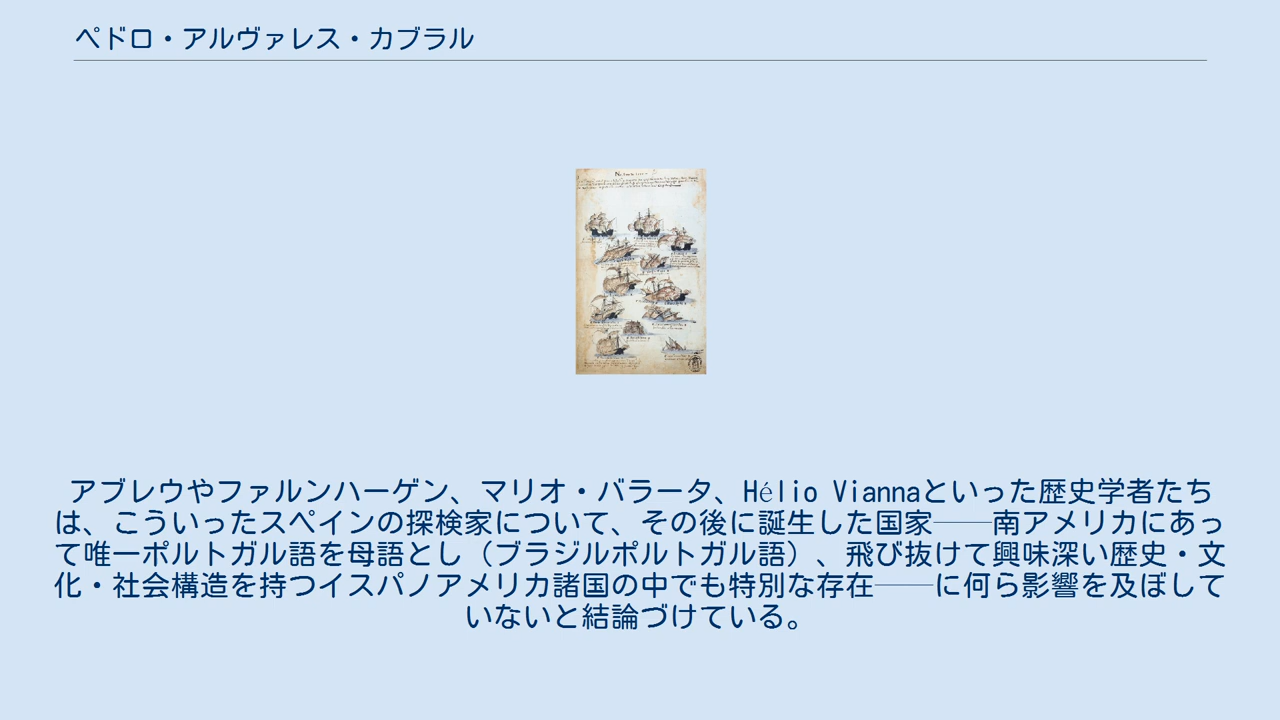 ペドロ・アルヴァレス・カブラル
アブレウやファルンハーゲン、マリオ・バラータ、Hélio Viannaといった歴史学者たち
は、こういったスペインの探検家について、その後に誕生した国家──南アメリカにあっ
て唯一ポルトガル語を母語とし（ブラジルポルトガル語）、飛び抜けて興味深い歴史・文
化・社会構造を持つイスパノアメリカ諸国の中でも特別な存在──に何ら影響を及ぼして
いないと結論づけている。